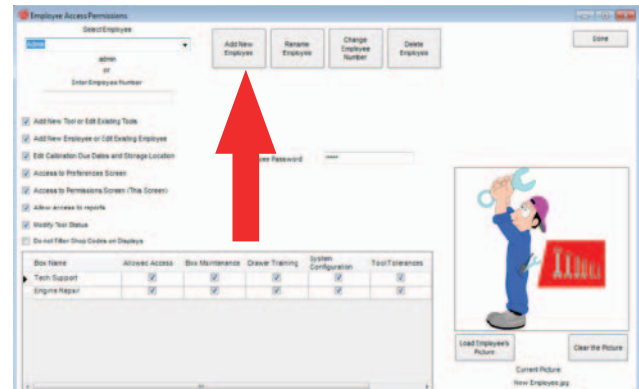 Employee Access Permissions
Select Employee
Admin
admin
or
Enter Employee Number
Add New Employee
Rename Employee
Change Employee Number
Delete Employee
Done
Add New Tool or Edit Existing Tools
Add New Employee or Edit Existing Employee
Edit Calibration Due Dates and Storage Location
Access to Preferences Screen
Access to Permissions Screen (This Screen)
Allow access to reports
Modify Tool Status
Do not Filter Shop Codes on Displays
Password
Box Name Allowed Access Box Maintenance Drawer Training System Configuration Tool Tolerances
Tech Support
Engine Repair
Load Employee's Picture
Clear the Picture
Current Picture:
New Employee.jpg